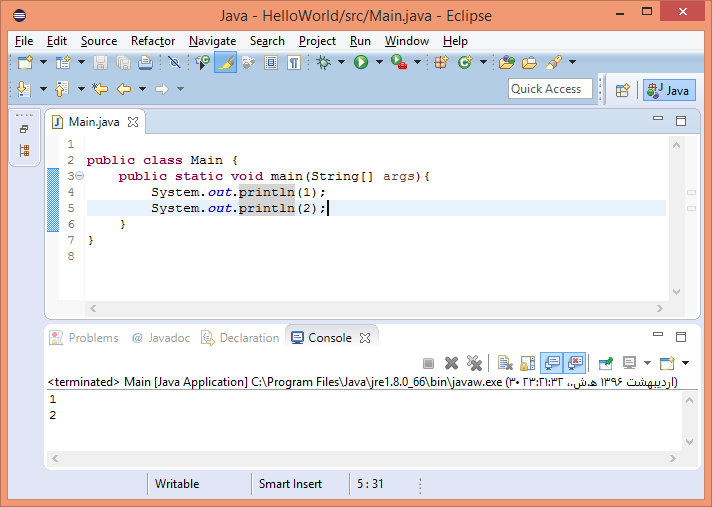 Java - HelloWorld/src/Main.java - Eclipse
File Edit Source Refactor Navigate Search Project Run Window Help
Quick Access Java
Main.java
1
2 public class Main {
3 public static void main(String[] args){
4 System.out.println(1);
5 System.out.println(2);
6 }
7 }
8
Problems @ Javadoc Declaration Console
<terminated> Main [Java Application] C:\Program Files\Java\jre1.8.0_66\bin\javaw.exe (۳۰ اردیبهشت ۱۳۹۶ ه‍.ش.،‏ ۲۳:۲۱:۳۲)
1
2
Writable Smart Insert 5 : 31